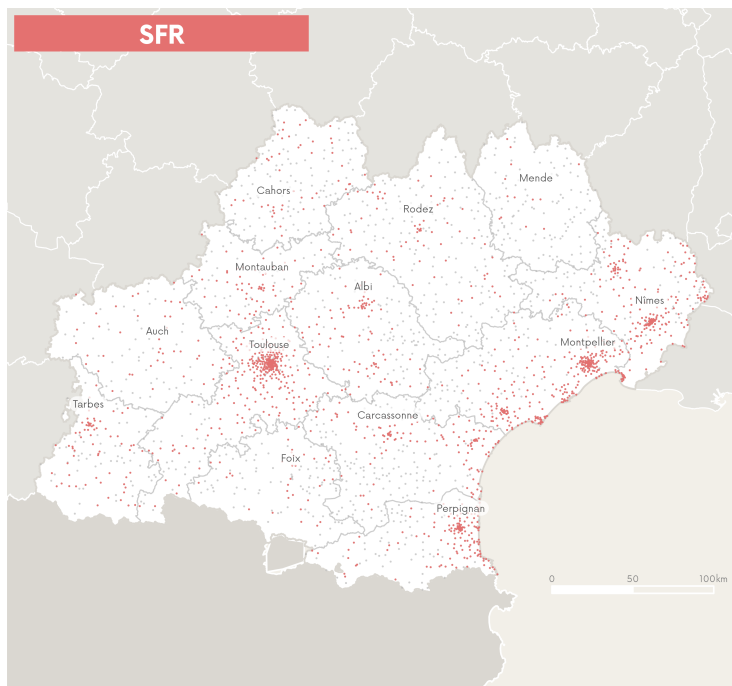 SFR
Mende
Cahors
Rodez
Montauban
Albi
Nîmes
Auch
Toulouse
Montpellier
Tarbes
Carcassonne
Foix
Perpignan
0 50 100km